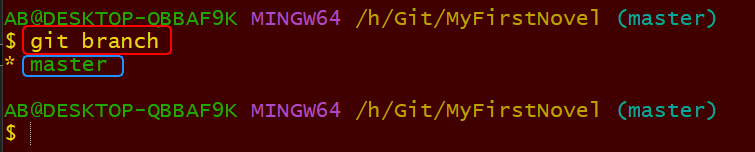 AB@DESKTOP-QBBAF9K MINGW64 /h/Git/MyFirstNovel (master)
$ git branch
* master
AB@DESKTOP-QBBAF9K MINGW64 /h/Git/MyFirstNovel (master)
$